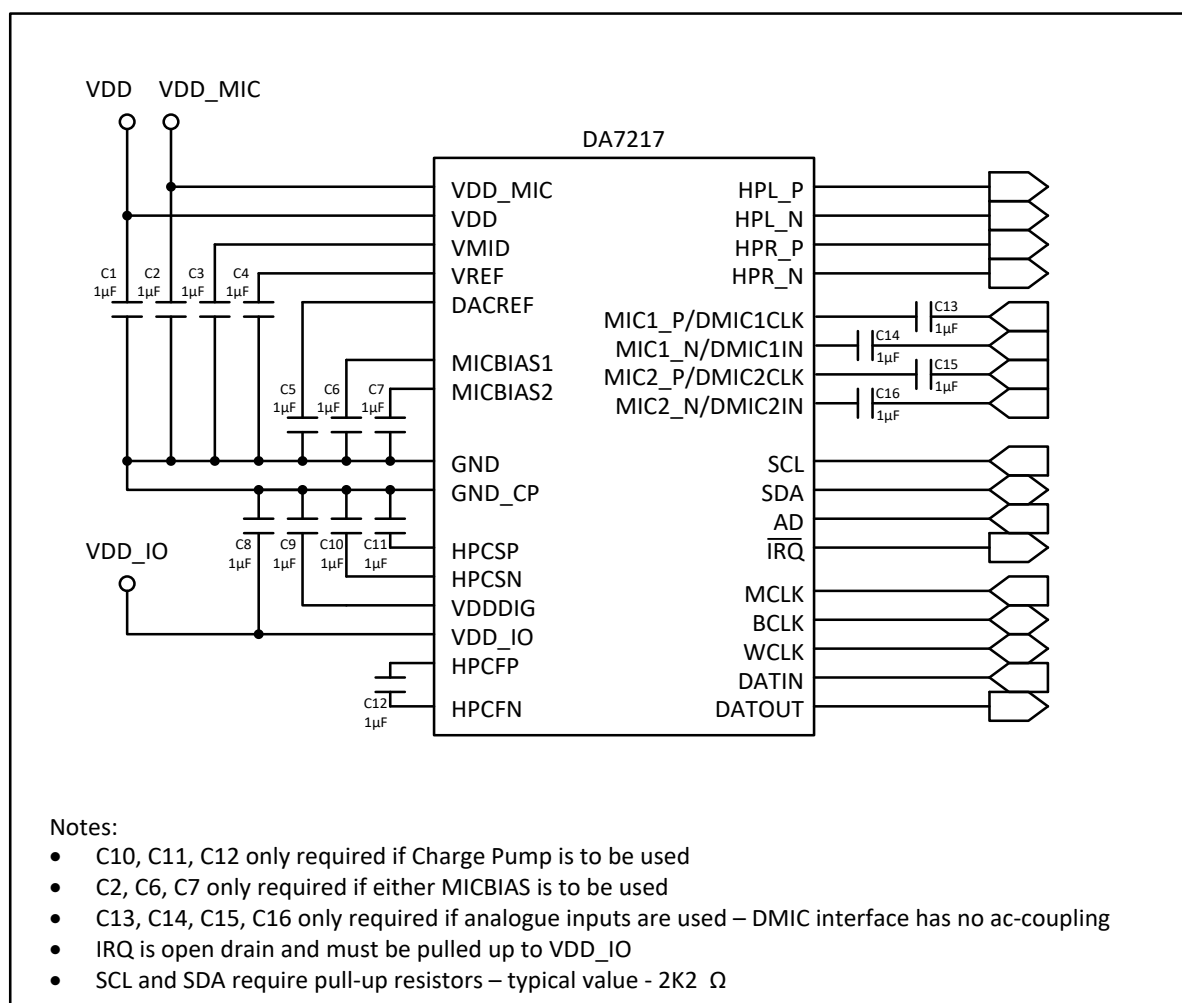 VDD VDD_MIC
DA7217
VDD_MIC
VDD
VMID
VREF
DACREF
MICBIAS1
MICBIAS2
GND
GND_CP
HPCSP
HPCSN
VDDDIG
VDD_IO
HPCFP
HPCFN
HPL_P
HPL_N
HPR_P
HPR_N
MIC1_P/DMIC1CLK
MIC1_N/DMIC1IN
MIC2_P/DMIC2CLK
MIC2_N/DMIC2IN
SCL
SDA
AD
IRQ
MCLK
BCLK
WCLK
DATIN
DATOUT
C1
1µF
C2
1µF
C3
1µF
C4
1µF
C5
1µF
C6
1µF
C7
1µF
C8
1µF
C9
1µF
C10
1µF
C11
1µF
VDD_IO
C12
1µF
C13
1µF
C14
1µF
C15
1µF
C16
1µF
Notes:
• C10, C11, C12 only required if Charge Pump is to be used
• C2, C6, C7 only required if either MICBIAS is to be used
• C13, C14, C15, C16 only required if analogue inputs are used – DMIC interface has no ac-coupling
• IRQ is open drain and must be pulled up to VDD_IO
• SCL and SDA require pull-up resistors – typical value - 2K2 Ω